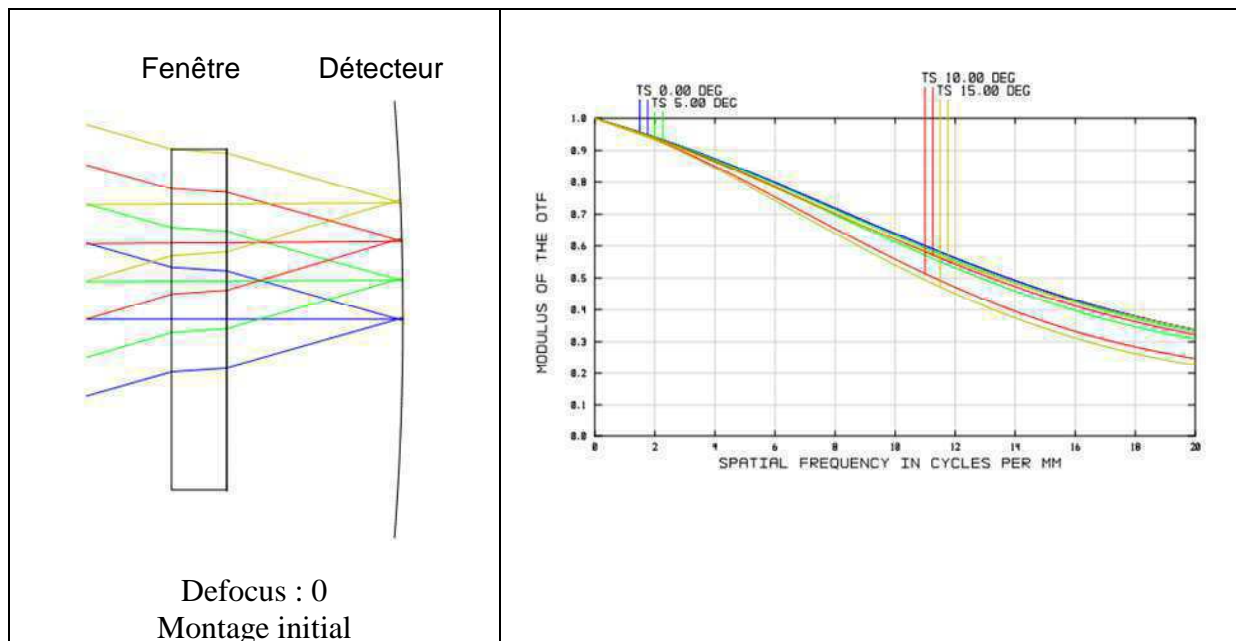 Fenêtre Détecteur
Defocus : 0
Montage initial
TS 10.00 DEG
TS 0.00 DEG TS 15.00 DEG
TS 5.00 DEG
1.0
0.9
0.8
0.7
0.6
0.5
0.4
0.3
0.2
0.1
0.0
MODULUS OF THE OTF
0 2 4 6 8 10 12 14 16 18 20
SPATIAL FREQUENCY IN CYCLES PER MM